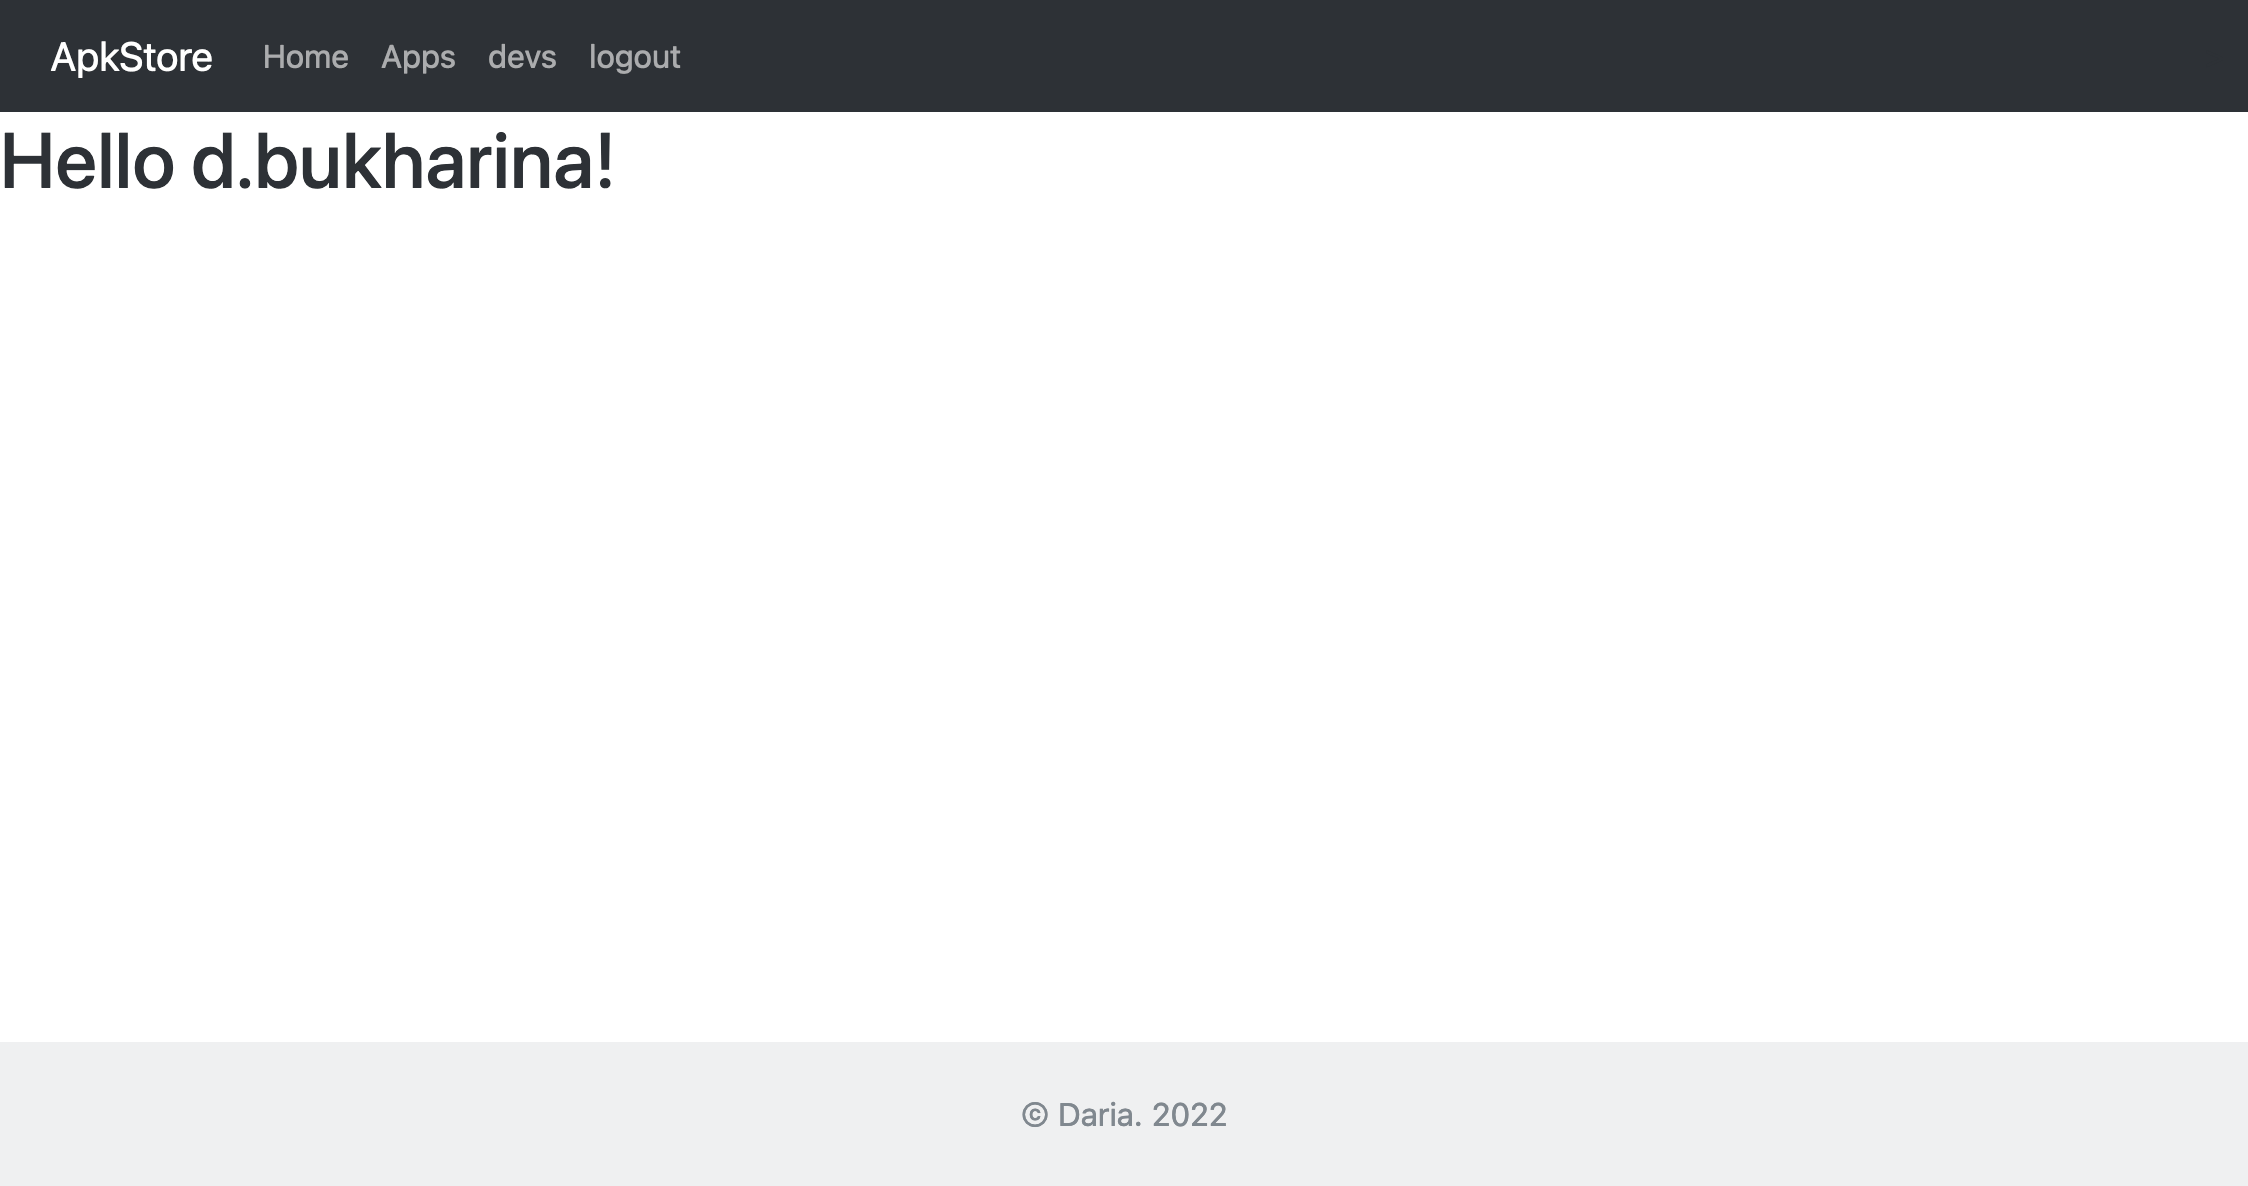 ApkStore Home Apps devs logout
Hello d.bukharina!
© Daria. 2022